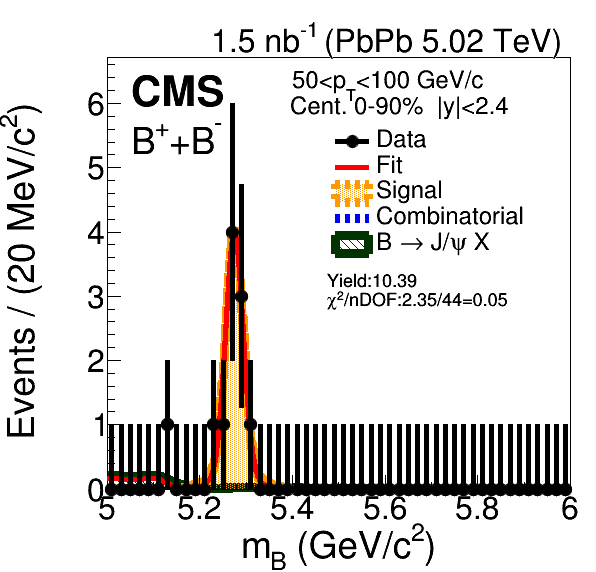 1.5 nb⁻¹ (PbPb 5.02 TeV)
CMS
B⁺+B⁻
50<p_T<100 GeV/c
Cent. 0-90% |y|<2.4
Data
Fit
Signal
Combinatorial
B → J/ψ X
Yield:10.39
χ²/nDOF:2.35/44=0.05
Events / (20 MeV/c²)
6
5
4
3
2
1
0
5 5.2 5.4 5.6 5.8 6
m_B (GeV/c²)